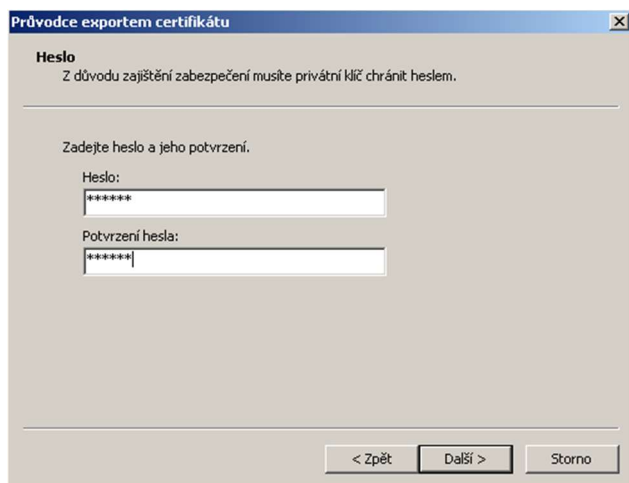 Průvodce exportem certifikátu
Heslo
Z důvodu zajištění zabezpečení musíte privátní klíč chránit heslem.
Zadejte heslo a jeho potvrzení.
Heslo:
******
Potvrzení hesla:
******
< Zpět Další > Storno